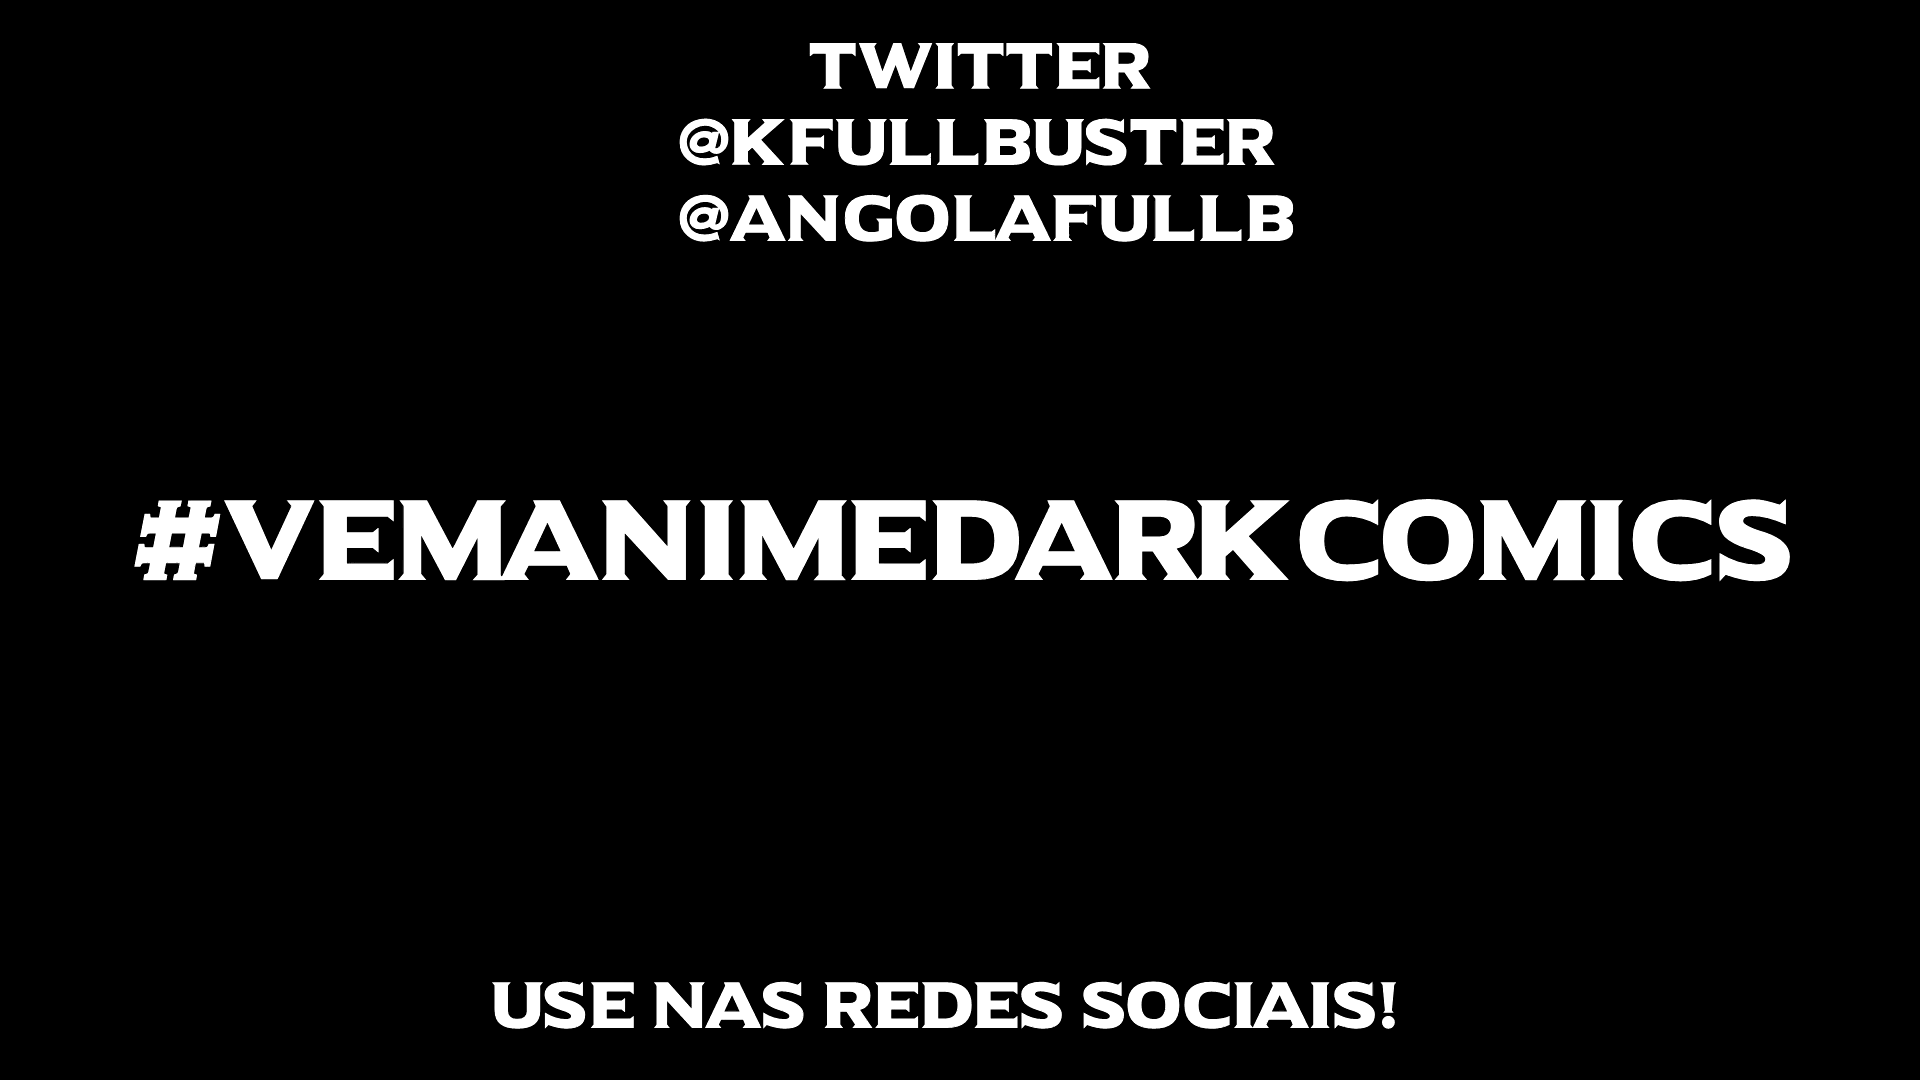 TWITTER
@KFULLBUSTER
@ANGOLAFULLB
#VEMANIMEDARKCOMICS
USE NAS REDES SOCIAIS!